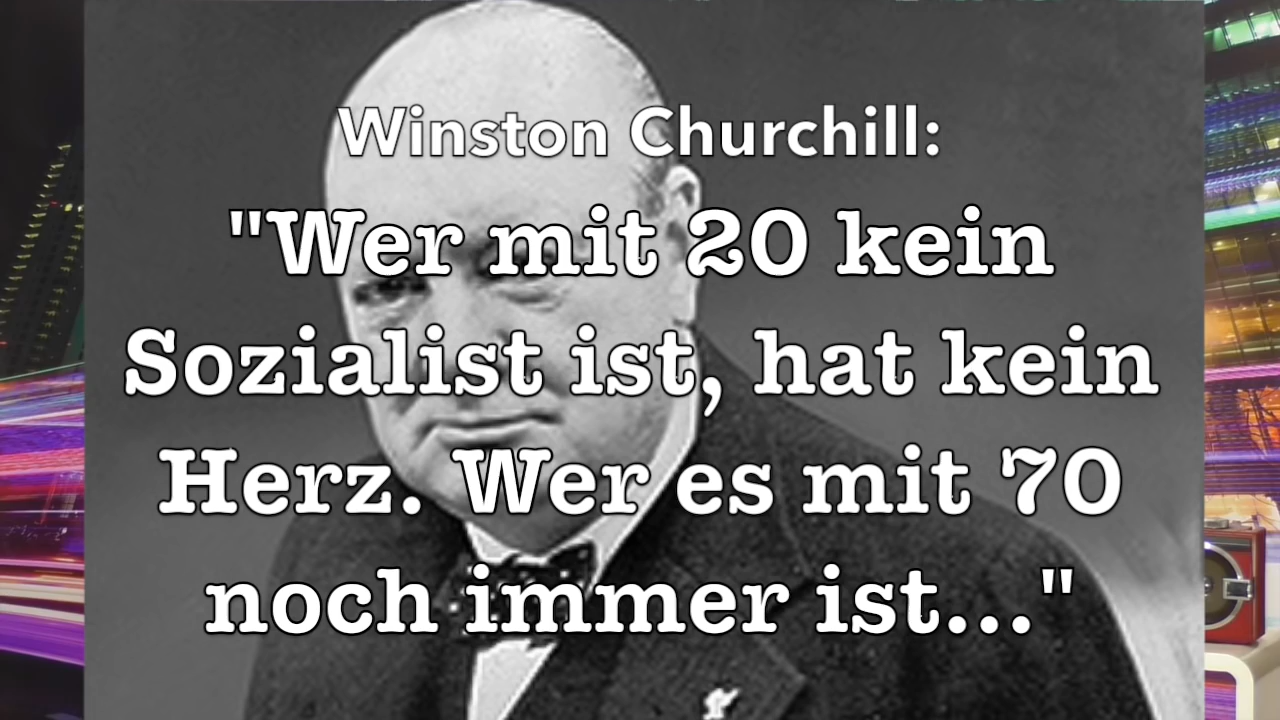 Winston Churchill:
"Wer mit 20 kein
Sozialist ist, hat kein
Herz. Wer es mit 70
noch immer ist..."